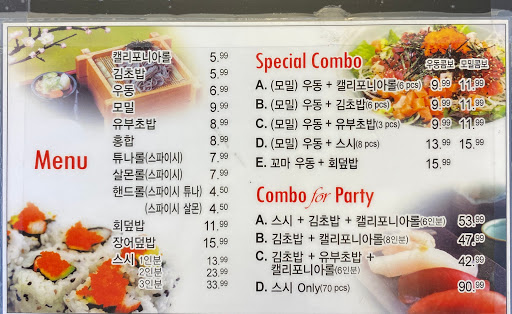 Menu
캘리포니아롤 5.99
김초밥 5.99
우동 6.99
모밀 9.99
유부초밥 8.99
홍합 8.99
튜나롤(스파이시) 7.99
살몬롤(스파이시) 7.99
핸드롤(스파이시 튜나) 4.50
(스파이시 살몬) 4.50
회덮밥 11.99
장어덮밥 15.99
스시 1인분 13.99
2인분 23.99
3인분 33.99
Special Combo 우동콤보 모밀콤보
A. (모밀) 우동 + 캘리포니아롤(6 pcs) 9.99 11.99
B. (모밀) 우동 + 김초밥(6 pcs) 9.99 11.99
C. (모밀) 우동 + 유부초밥(3 pcs) 9.99 11.99
D. (모밀) 우동 + 스시(8 pcs) 13.99 15.99
E. 꼬마 우동 + 회덮밥 15.99
Combo for Party
A. 스시 + 김초밥 + 캘리포니아롤(6인분) 53.99
B. 김초밥 + 캘리포니아롤(8인분) 47.99
C. 김초밥 + 유부초밥 +
캘리포니아롤(6인분) 42.99
D. 스시 Only(70 pcs) 90.99